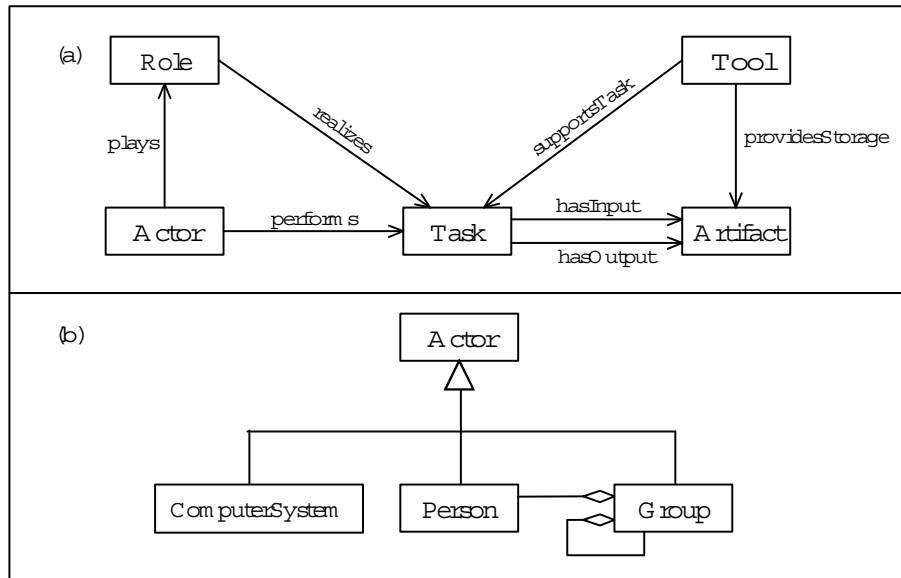 (a)
Role
Tool
plays
realizes
supportsTask
providesStorage
Actor
performs
Task
hasInput
hasOutput
Artifact
(b)
Actor
ComputerSystem
Person
Group